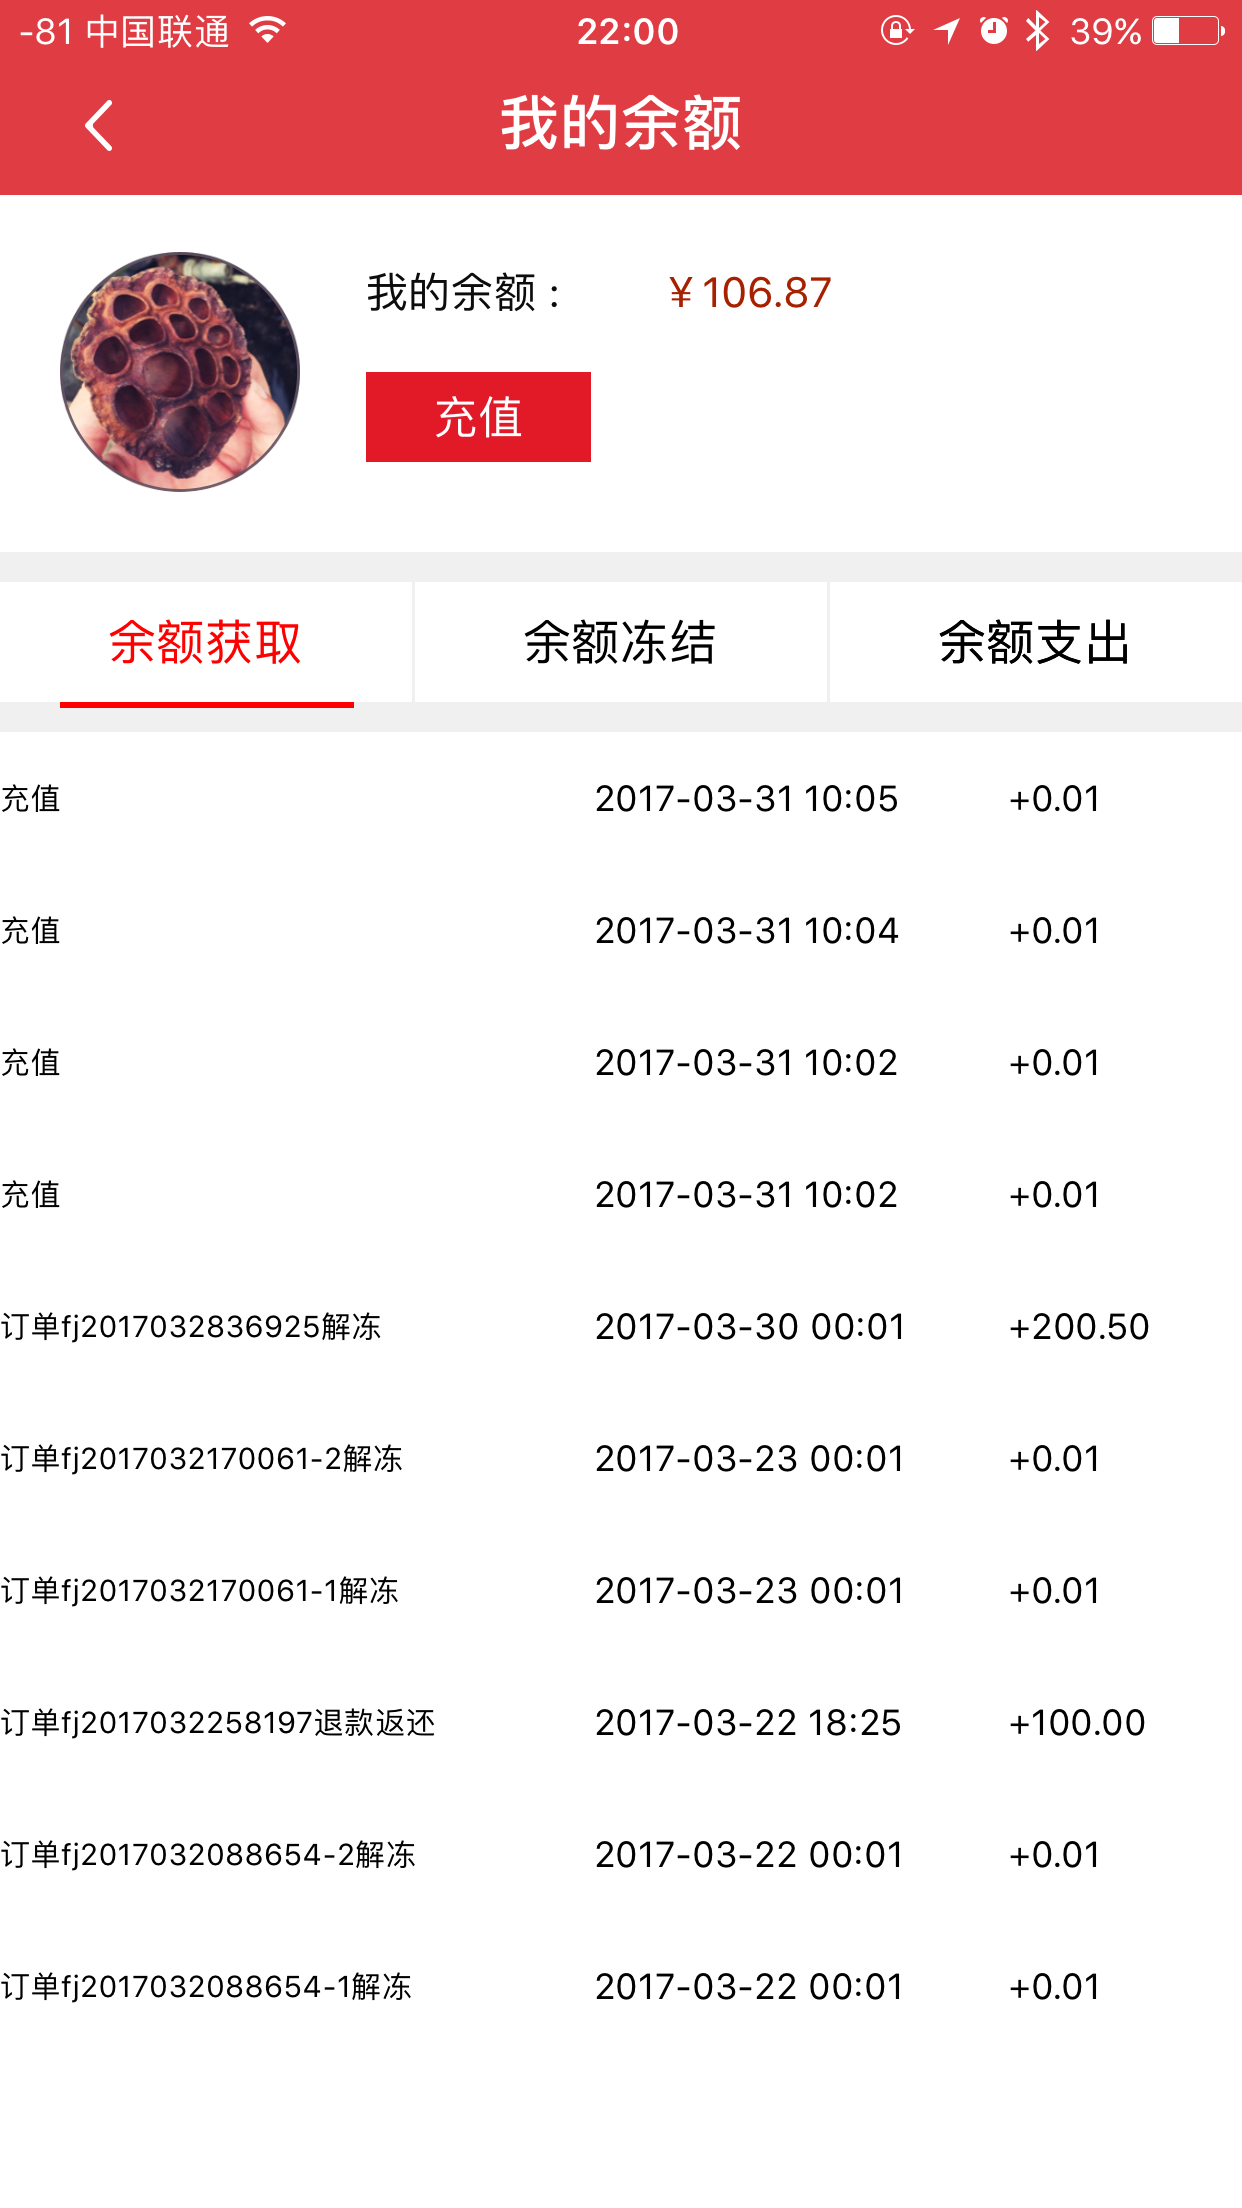 -81 中国联通 22:00 39%
我的余额
我的余额： ¥106.87
充值
余额获取 余额冻结 余额支出
充值 2017-03-31 10:05 +0.01
充值 2017-03-31 10:04 +0.01
充值 2017-03-31 10:02 +0.01
充值 2017-03-31 10:02 +0.01
订单fj2017032836925解冻 2017-03-30 00:01 +200.50
订单fj2017032170061-2解冻 2017-03-23 00:01 +0.01
订单fj2017032170061-1解冻 2017-03-23 00:01 +0.01
订单fj2017032258197退款返还 2017-03-22 18:25 +100.00
订单fj2017032088654-2解冻 2017-03-22 00:01 +0.01
订单fj2017032088654-1解冻 2017-03-22 00:01 +0.01